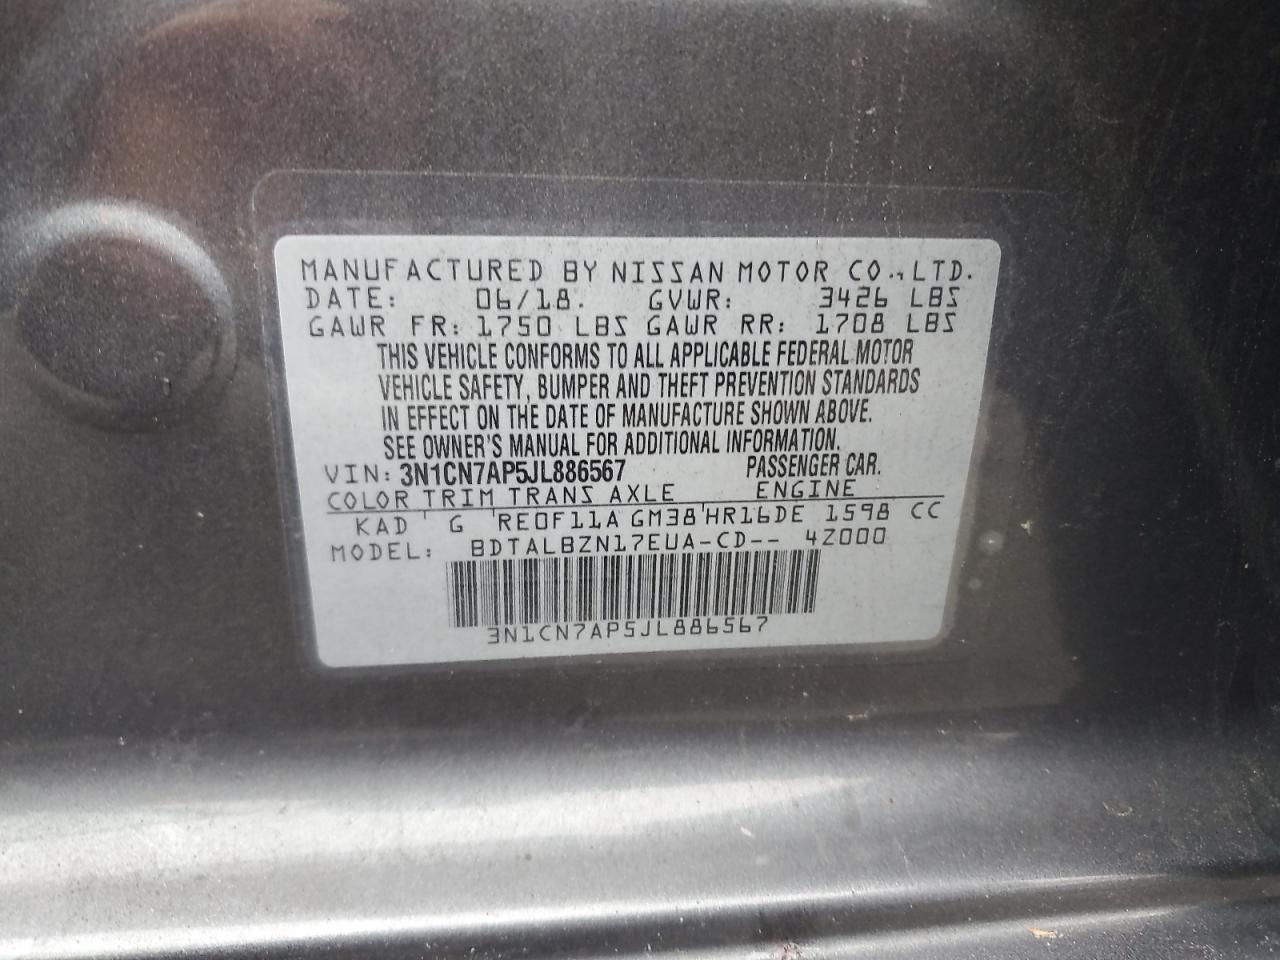 MANUFACTURED BY NISSAN MOTOR CO.,LTD.
DATE: 06/18. GVWR: 3426 LBS
GAWR FR: 1750 LBS GAWR RR: 1708 LBS
THIS VEHICLE CONFORMS TO ALL APPLICABLE FEDERAL MOTOR
VEHICLE SAFETY, BUMPER AND THEFT PREVENTION STANDARDS
IN EFFECT ON THE DATE OF MANUFACTURE SHOWN ABOVE.
SEE OWNER'S MANUAL FOR ADDITIONAL INFORMATION.
VIN: 3N1CN7AP5JL886567 PASSENGER CAR.
COLOR TRIM TRANS AXLE ENGINE
KAD G RE0F11A GM38 HR16DE 1598 CC
MODEL: BDTALBZN17EUA-CD-- 4Z000
3N1CN7AP5JL886567